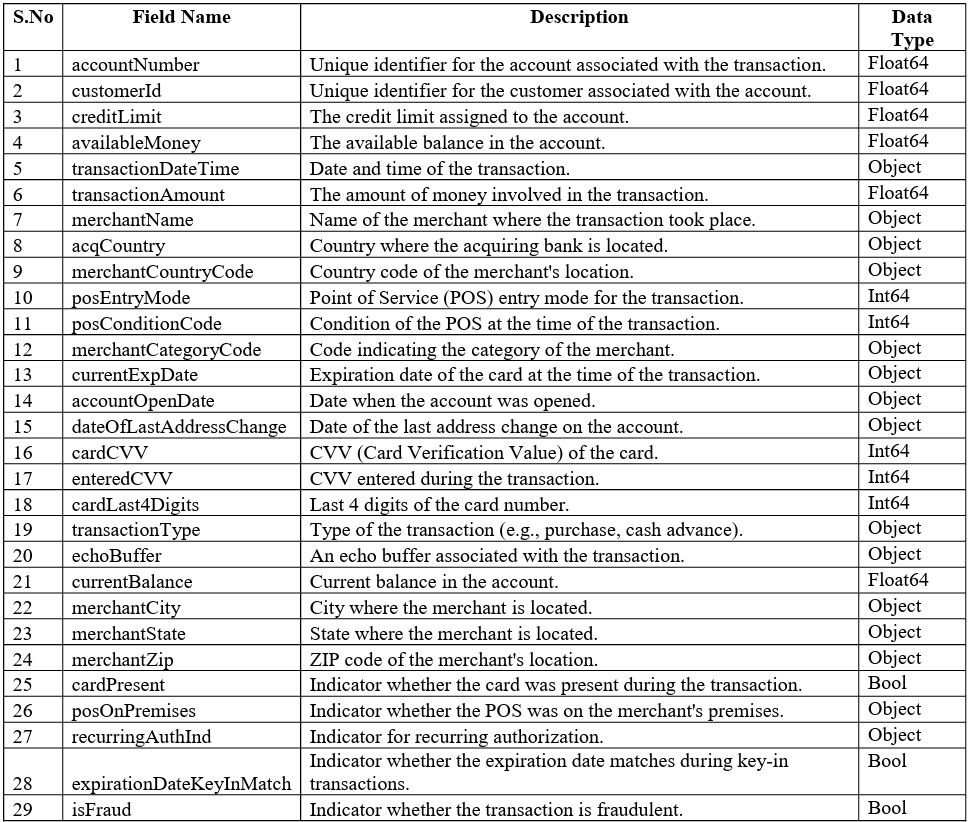 S.No Field Name Description Data
Type
1 accountNumber Unique identifier for the account associated with the transaction. Float64
2 customerId Unique identifier for the customer associated with the account. Float64
3 creditLimit The credit limit assigned to the account. Float64
4 availableMoney The available balance in the account. Float64
5 transactionDateTime Date and time of the transaction. Object
6 transactionAmount The amount of money involved in the transaction. Float64
7 merchantName Name of the merchant where the transaction took place. Object
8 acqCountry Country where the acquiring bank is located. Object
9 merchantCountryCode Country code of the merchant's location. Object
10 posEntryMode Point of Service (POS) entry mode for the transaction. Int64
11 posConditionCode Condition of the POS at the time of the transaction. Int64
12 merchantCategoryCode Code indicating the category of the merchant. Object
13 currentExpDate Expiration date of the card at the time of the transaction. Object
14 accountOpenDate Date when the account was opened. Object
15 dateOfLastAddressChange Date of the last address change on the account. Object
16 cardCVV CVV (Card Verification Value) of the card. Int64
17 enteredCVV CVV entered during the transaction. Int64
18 cardLast4Digits Last 4 digits of the card number. Int64
19 transactionType Type of the transaction (e.g., purchase, cash advance). Object
20 echoBuffer An echo buffer associated with the transaction. Object
21 currentBalance Current balance in the account. Float64
22 merchantCity City where the merchant is located. Object
23 merchantState State where the merchant is located. Object
24 merchantZip ZIP code of the merchant's location. Object
25 cardPresent Indicator whether the card was present during the transaction. Bool
26 posOnPremises Indicator whether the POS was on the merchant's premises. Object
27 recurringAuthInd Indicator for recurring authorization. Object
Indicator whether the expiration date matches during key-in Bool
28 expirationDateKeyInMatch transactions.
29 isFraud Indicator whether the transaction is fraudulent. Bool